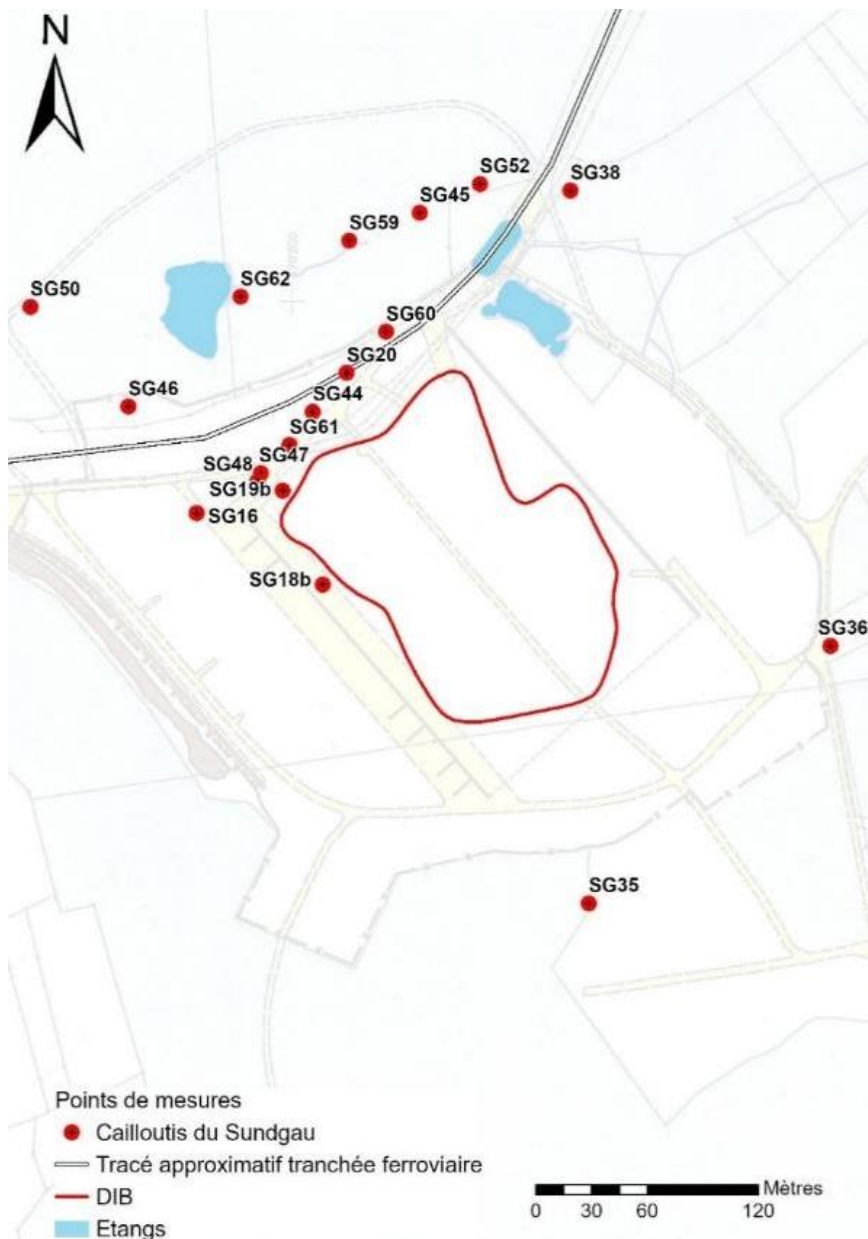 N
SG52
SG38
SG45
SG59
SG62
SG50
SG60
SG20
SG46
SG44
SG61
SG48
SG47
SG19b
SG16
SG18b
SG36
SG35
Points de mesures
Cailloutis du Sundgau
Tracé approximatif tranchée ferroviaire
DIB
Etangs
Mètres
0 30 60 120